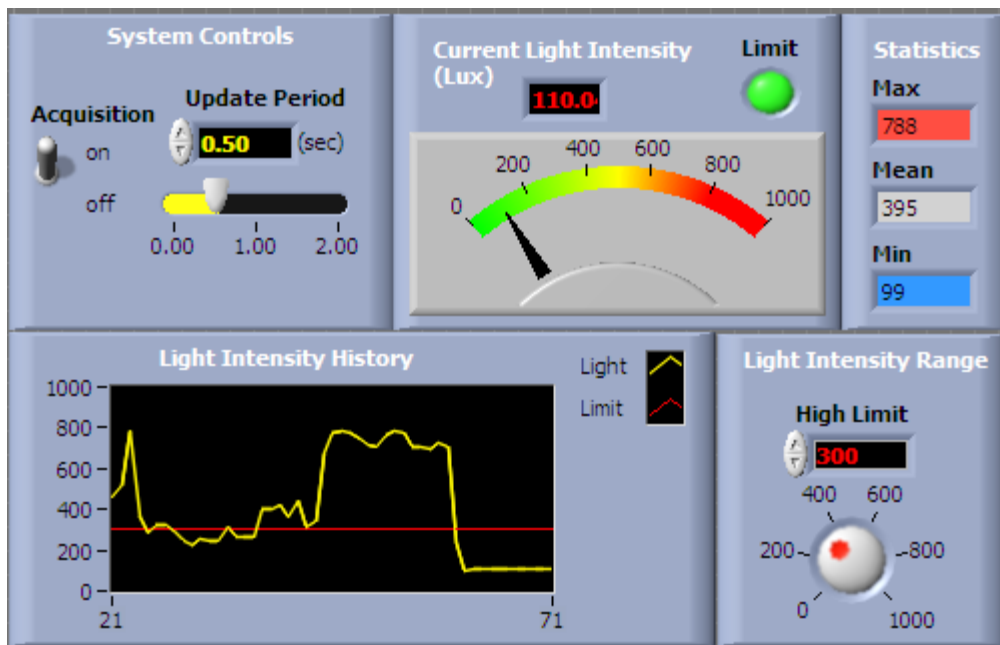 System Controls
Acquisition
on
off
Update Period
0.50 (sec)
0.00 1.00 2.00
Current Light Intensity
(Lux)
110.0
Limit
0 200 400 600 800 1000
Statistics
Max
788
Mean
395
Min
99
Light Intensity History
Light
Limit
1000
800
600
400
200
0
21 71
Light Intensity Range
High Limit
300
400 600
200 800
0 1000